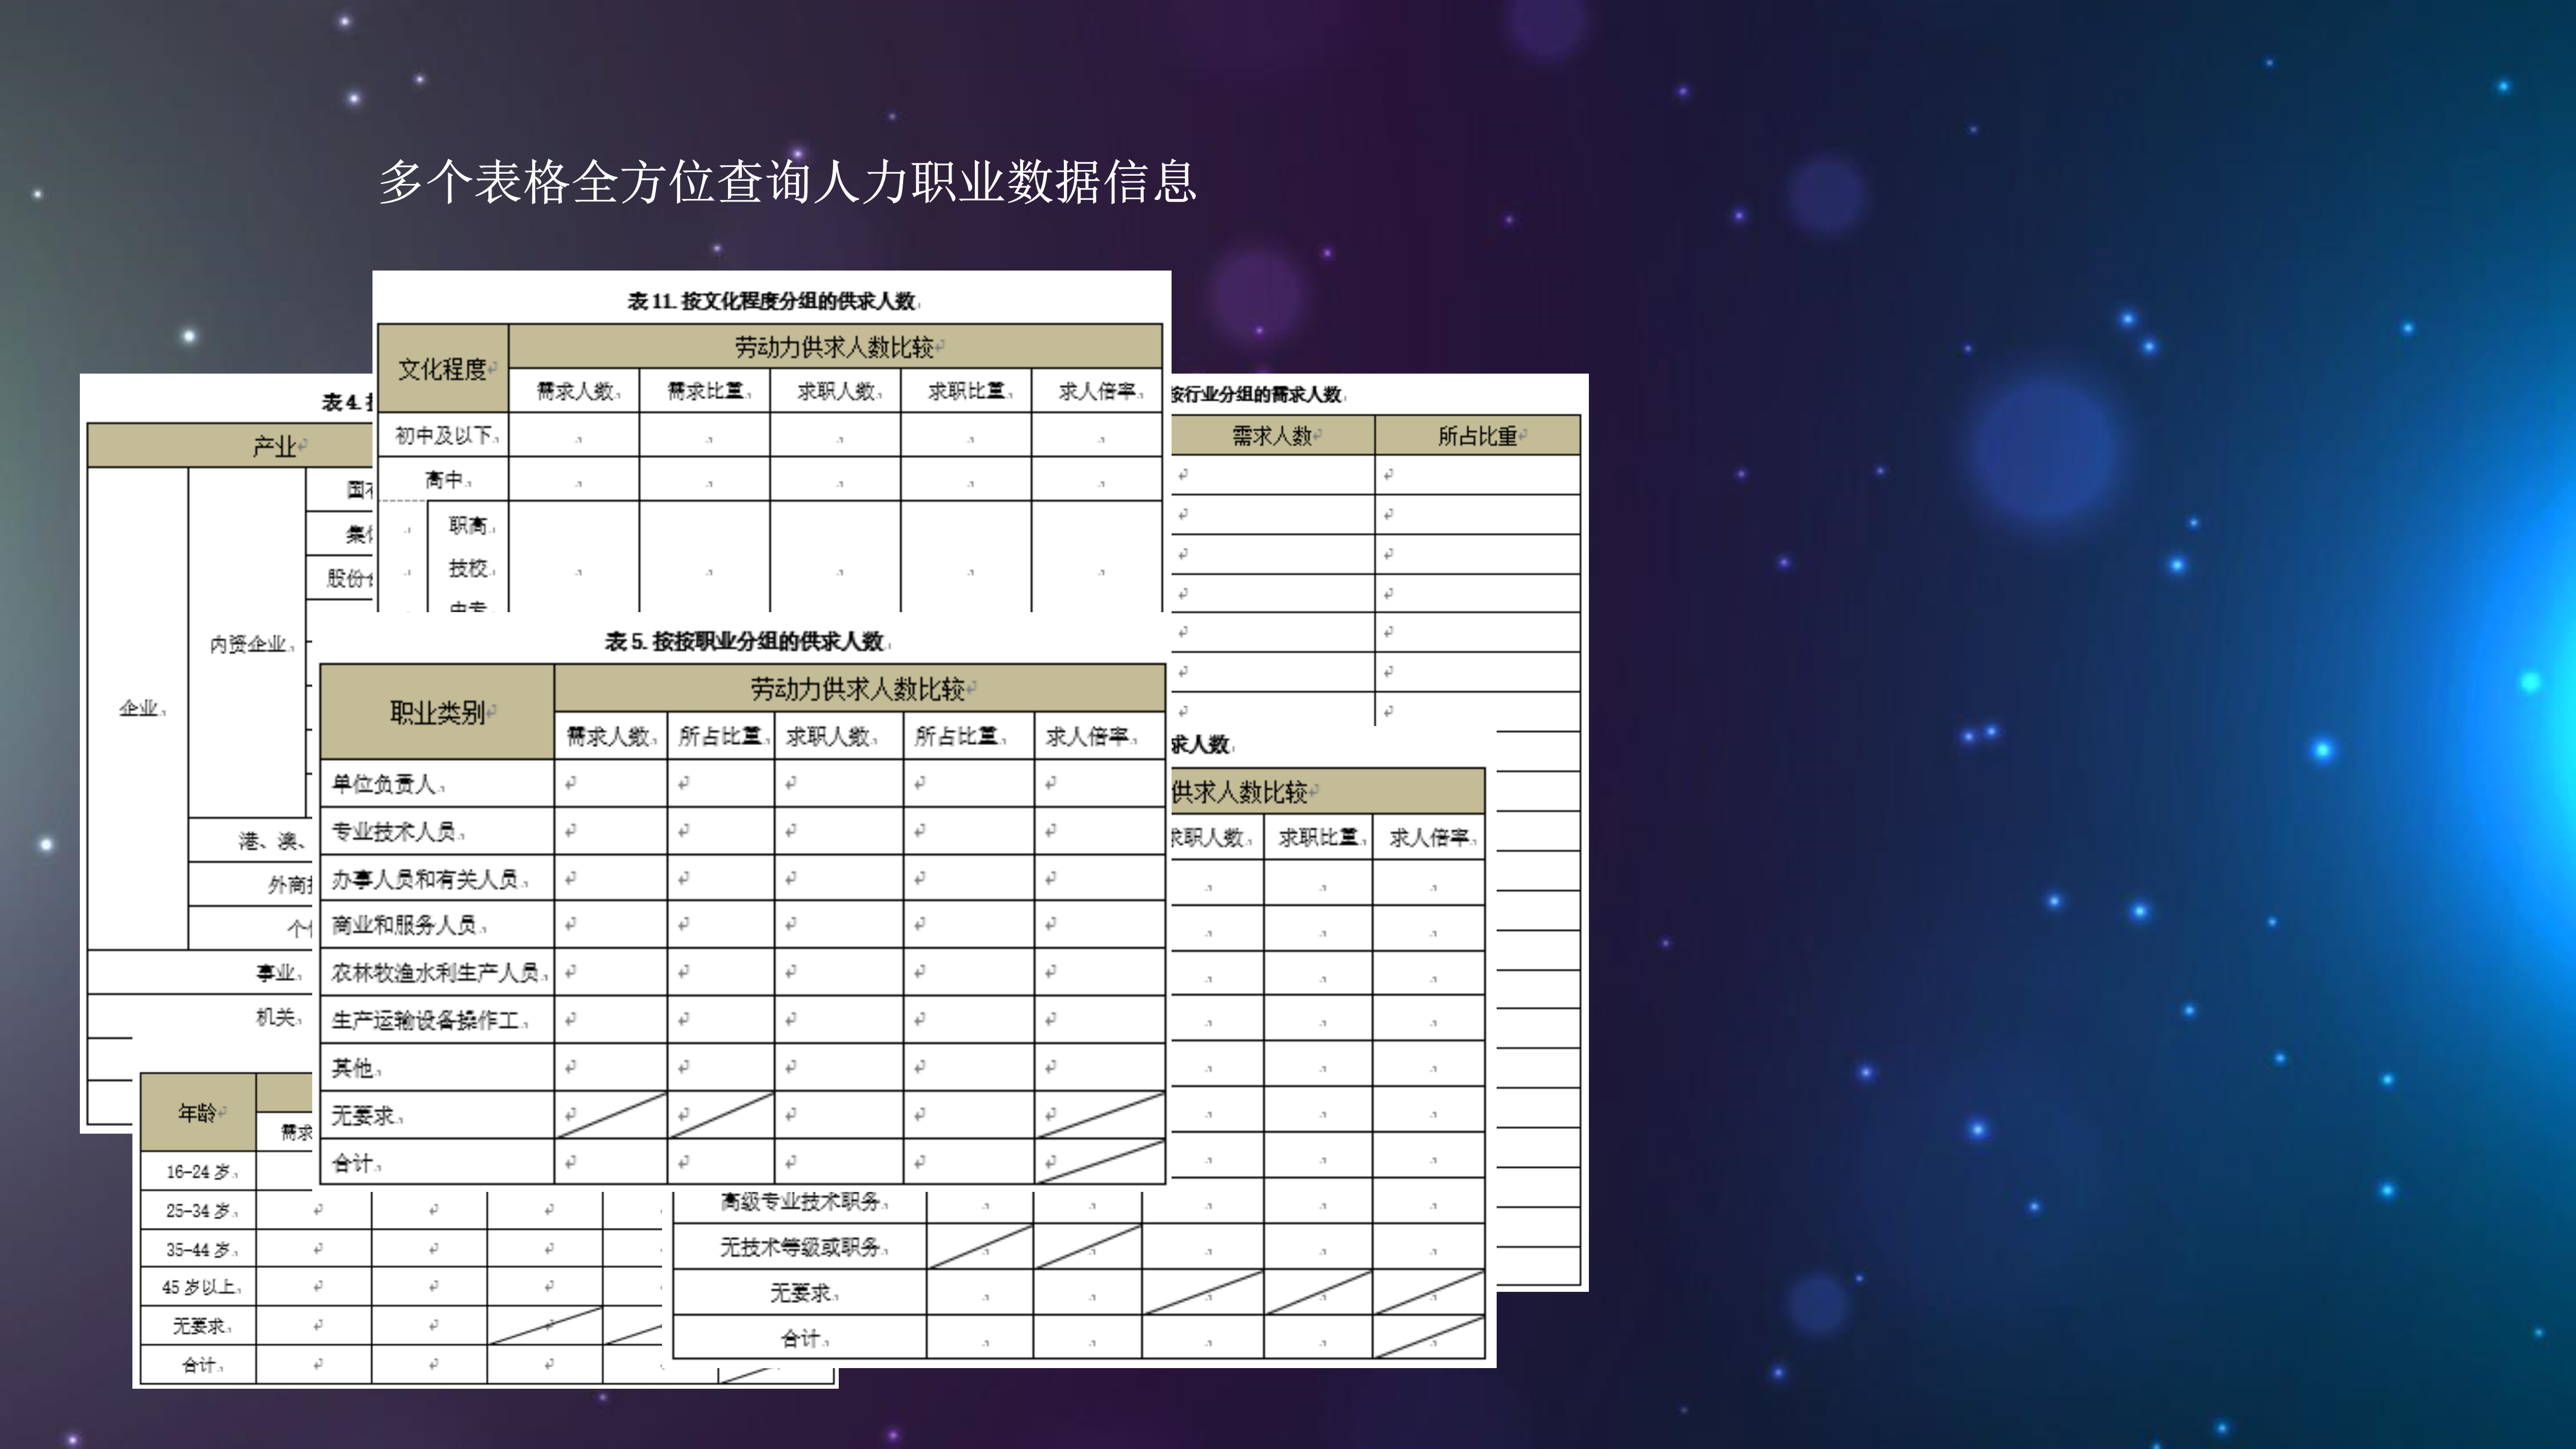 多个表格全方位查询人力职业数据信息
表 11. 按文化程度分组的供求人数
文化程度 劳动力供求人数比较
需求人数 需求比重 求职人数 求职比重 求人倍率
初中及以下
高中
职高
技校
中专
表 4.
产业
企业
内资企业
股份
港、澳、
外商
事业
机关
按行业分组的需求人数
需求人数 所占比重
表 5. 按按职业分组的供求人数
职业类别 劳动力供求人数比较
需求人数 所占比重 求职人数 所占比重 求人倍率
单位负责人
专业技术人员
办事人员和有关人员
商业和服务人员
农林牧渔水利生产人员
生产运输设备操作工
其他
无要求
合计
求人数
供求人数比较
求职人数 求职比重 求人倍率
高级专业技术职务
无技术等级或职务
无要求
合计
年龄
需求
16-24 岁
25-34 岁
35-44 岁
45 岁以上
无要求
合计